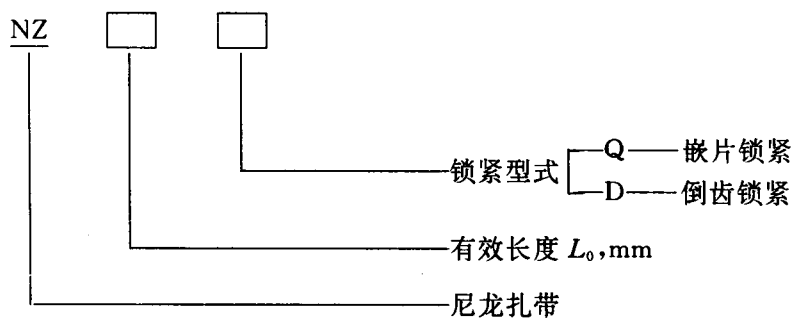 NZ
Q 嵌片锁紧
锁紧型式
D 倒齿锁紧
有效长度 L₀,mm
尼龙扎带